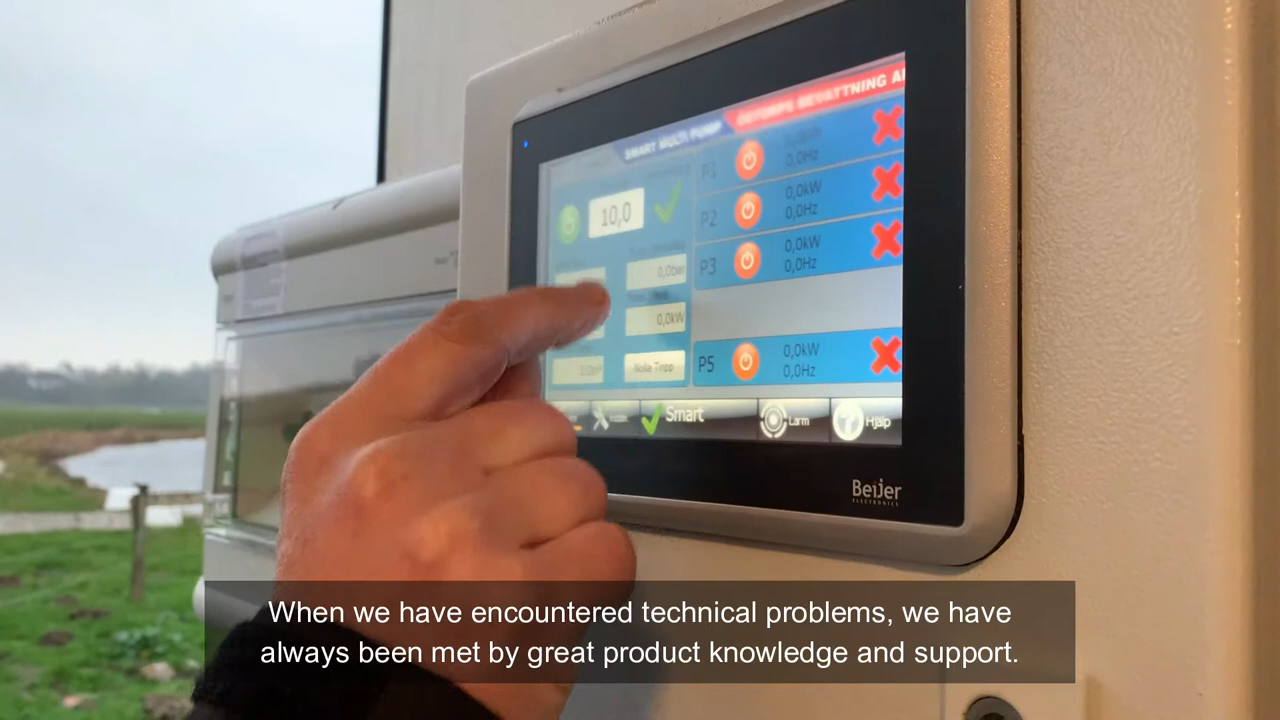 SMART MULTI PUMP
ÖSTORPS BEVATTNING A
10,0
0,0bar
0,0kW
Nolla Tripp
P1
0,0Hz
P2
0,0kW
0,0Hz
P3
0,0kW
0,0Hz
P5
0,0kW
0,0Hz
Smart
Larm
Hjälp
Beijer
ELECTRONICS
When we have encountered technical problems, we have
always been met by great product knowledge and support.